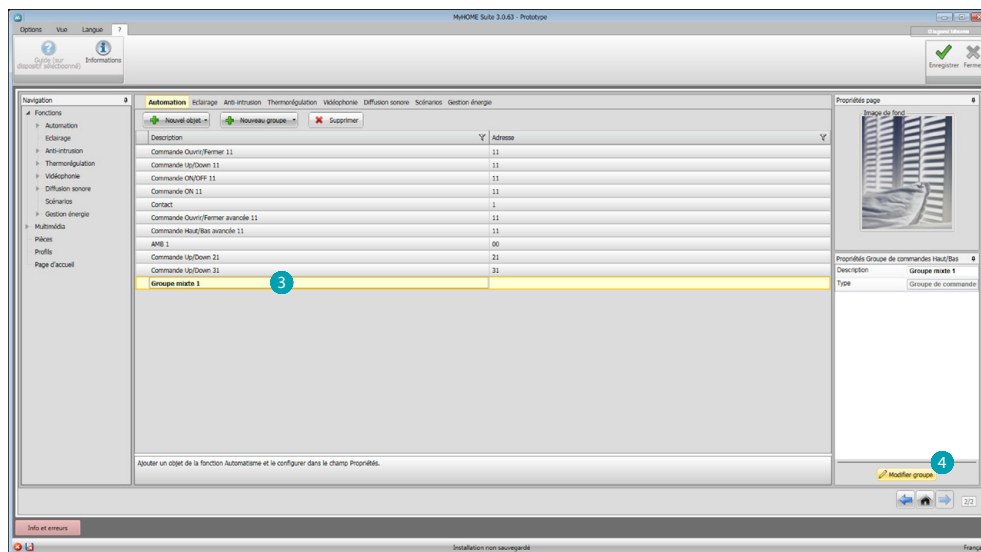 MyHOME Suite 3.0.63 - Prototype
Options Vue Langue ?
Guide (sur dispositif sélectionné)
Informations
Enregistrer Ferme
Navigation
Fonctions
Automation
Eclairage
Anti-intrusion
Thermorégulation
Vidéophonie
Diffusion sonore
Scénarios
Gestion énergie
Multimédia
Pièces
Profils
Page d'accueil
Automation Eclairage Anti-intrusion Thermorégulation Vidéophonie Diffusion sonore Scénarios Gestion énergie
Nouvel objet Nouveau groupe Supprimer
Description Adresse
Commande Ouvrir/Fermer 11 11
Commande Up/Down 11 11
Commande ON/OFF 11 11
Commande ON 11 11
Contact 1
Commande Ouvrir/Fermer avancée 11 11
Commande Haut/Bas avancée 11 11
AMB 1 00
Commande Up/Down 21 21
Commande Up/Down 31 31
Groupe mixte 1 3
Ajouter un objet de la fonction Automatisme et le configurer dans le champ Propriétés.
Propriétés page
Image de fond
Propriétés Groupe de commandes Haut/Bas
Description Groupe mixte 1
Type Groupe de commande
4
Modifier groupe
2/2
Info et erreurs
Installation non sauvegardé
França